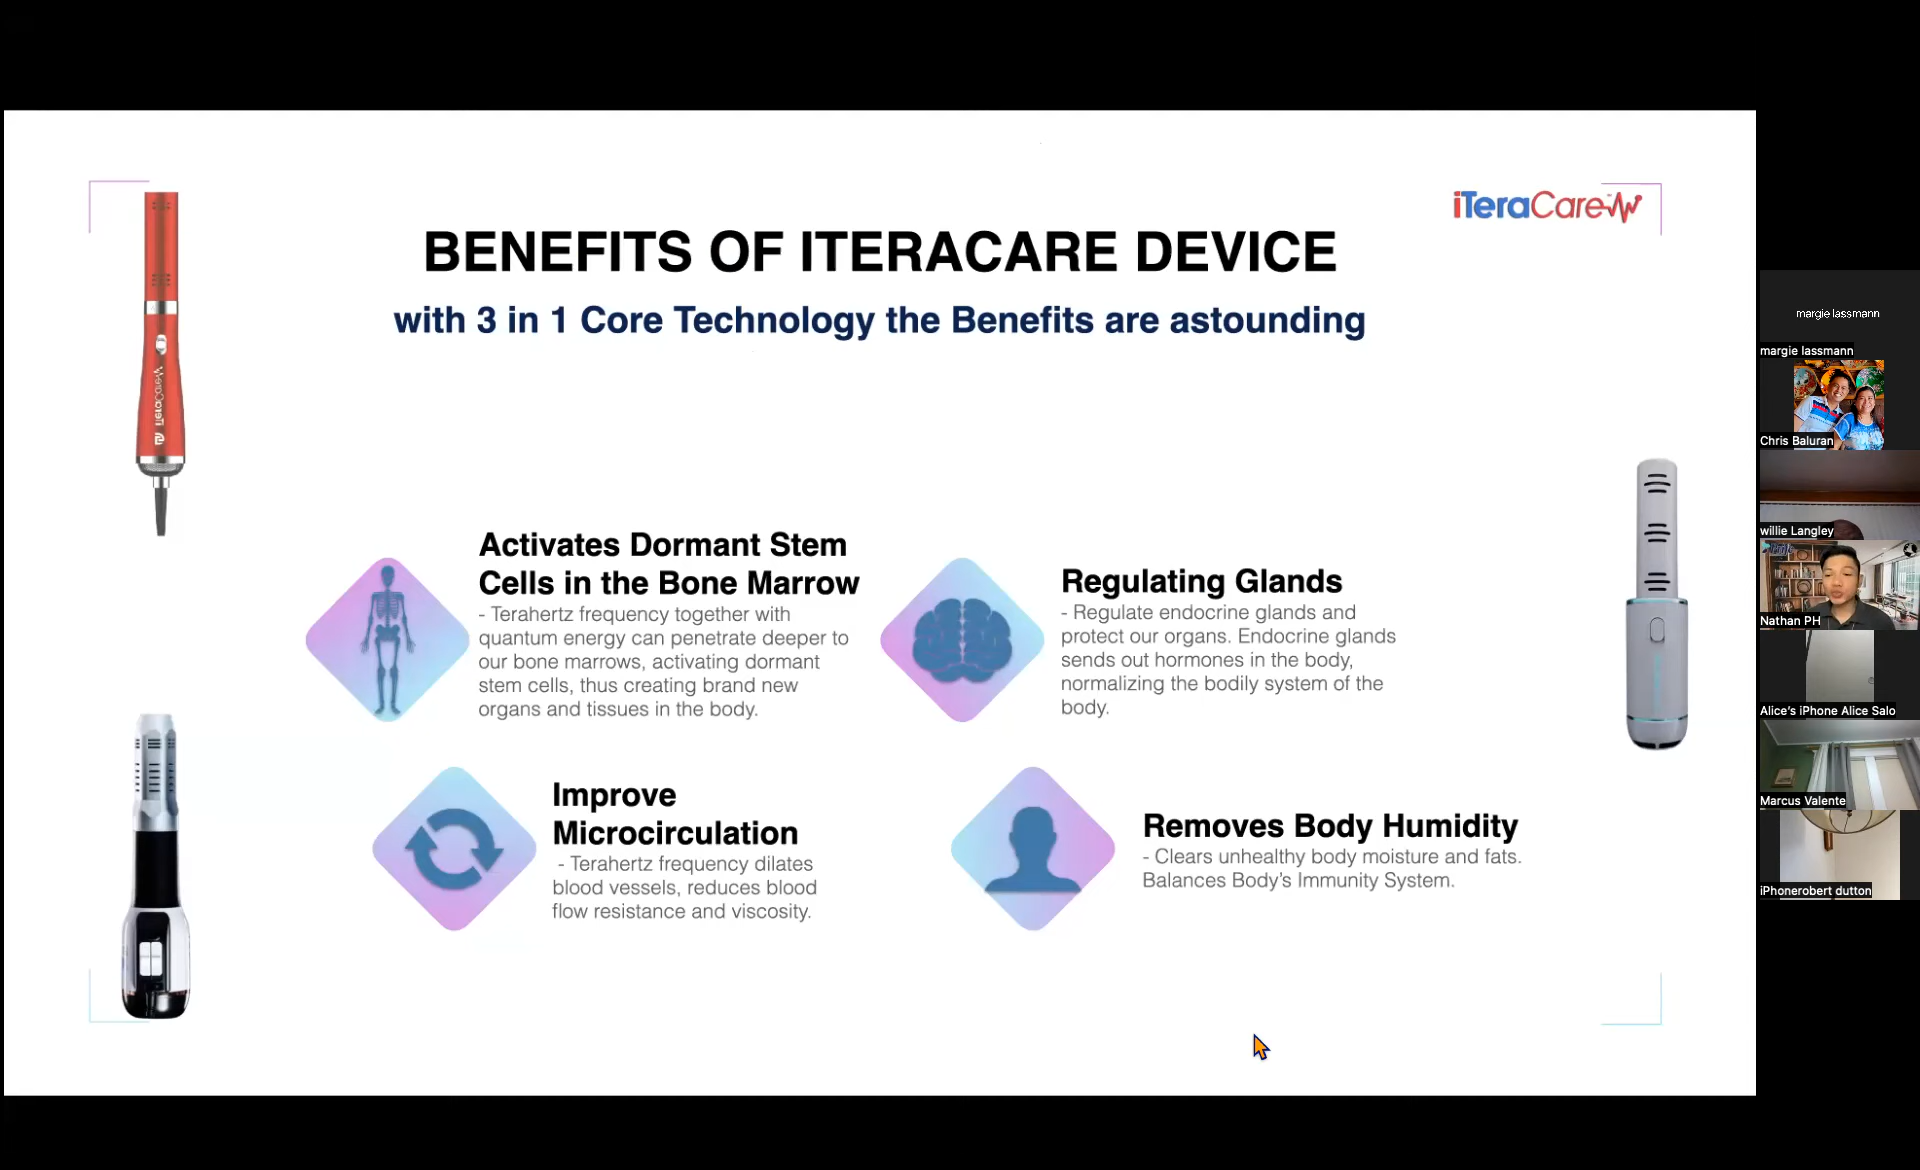 iTeraCare
BENEFITS OF ITERACARE DEVICE
with 3 in 1 Core Technology the Benefits are astounding
iTeraCare
Activates Dormant Stem
Cells in the Bone Marrow
- Terahertz frequency together with
quantum energy can penetrate deeper to
our bone marrows, activating dormant
stem cells, thus creating brand new
organs and tissues in the body.
Regulating Glands
- Regulate endocrine glands and
protect our organs. Endocrine glands
sends out hormones in the body,
normalizing the bodily system of the
body.
Improve
Microcirculation
- Terahertz frequency dilates
blood vessels, reduces blood
flow resistance and viscosity.
Removes Body Humidity
- Clears unhealthy body moisture and fats.
Balances Body's Immunity System.
margie lassmann
margie lassmann
Chris Baluran
willie Langley
Nathan PH
Alice's iPhone Alice Salo
Marcus Valente
iPhonerobert dutton